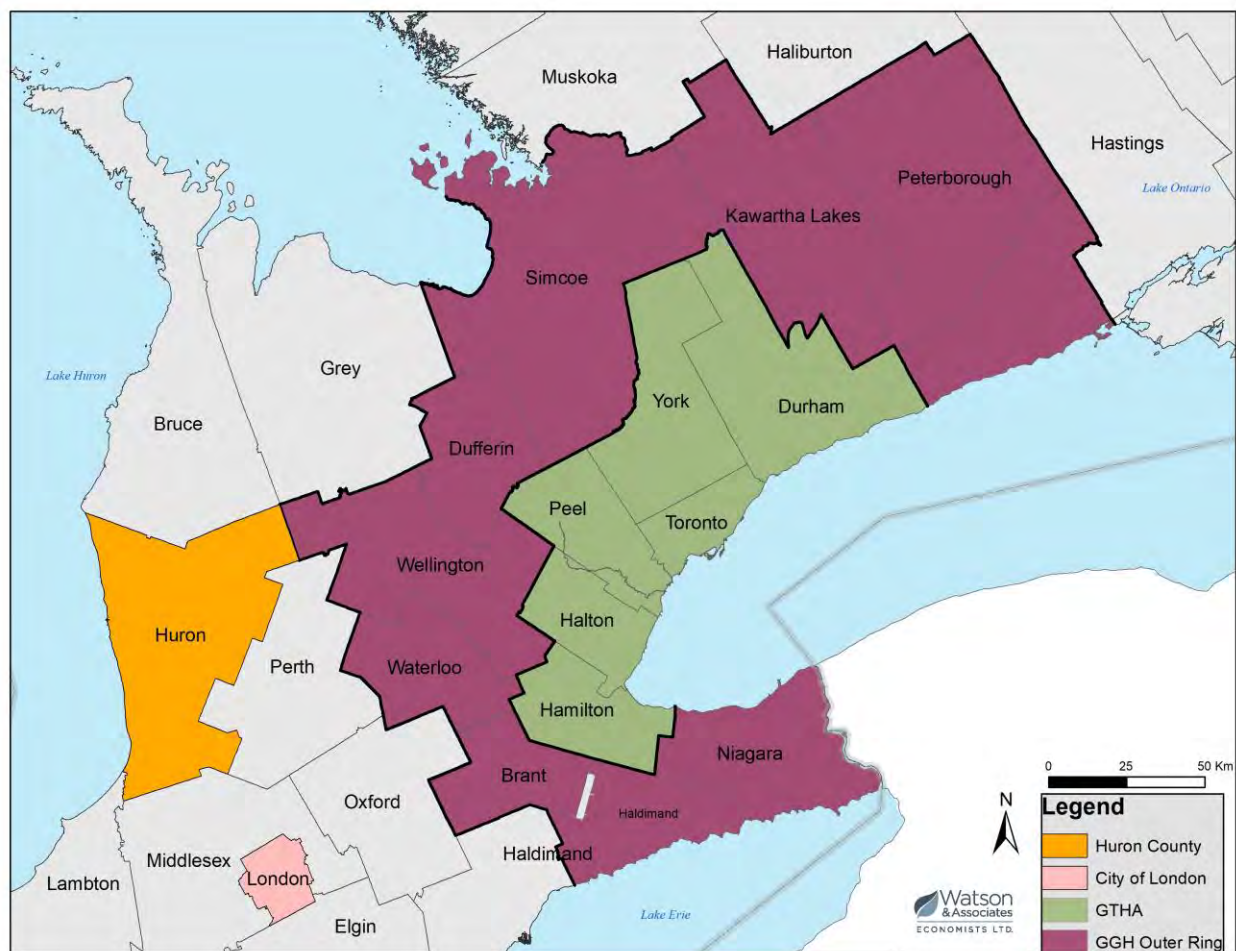 Haliburton
Muskoka
Hastings
Lake Ontario
Peterborough
Kawartha Lakes
Simcoe
Grey
Lake Huron
York
Durham
Bruce
Dufferin
Peel
Toronto
Wellington
Halton
Huron
Perth
Waterloo
Hamilton
Niagara
Brant
Oxford
Haldimand
Haldimand
Middlesex
London
Lambton
Elgin
Lake Erie
0 25 50 Km
N
Legend
Huron County
City of London
GTHA
GGH Outer Ring
Watson
& Associates
ECONOMISTS LTD.